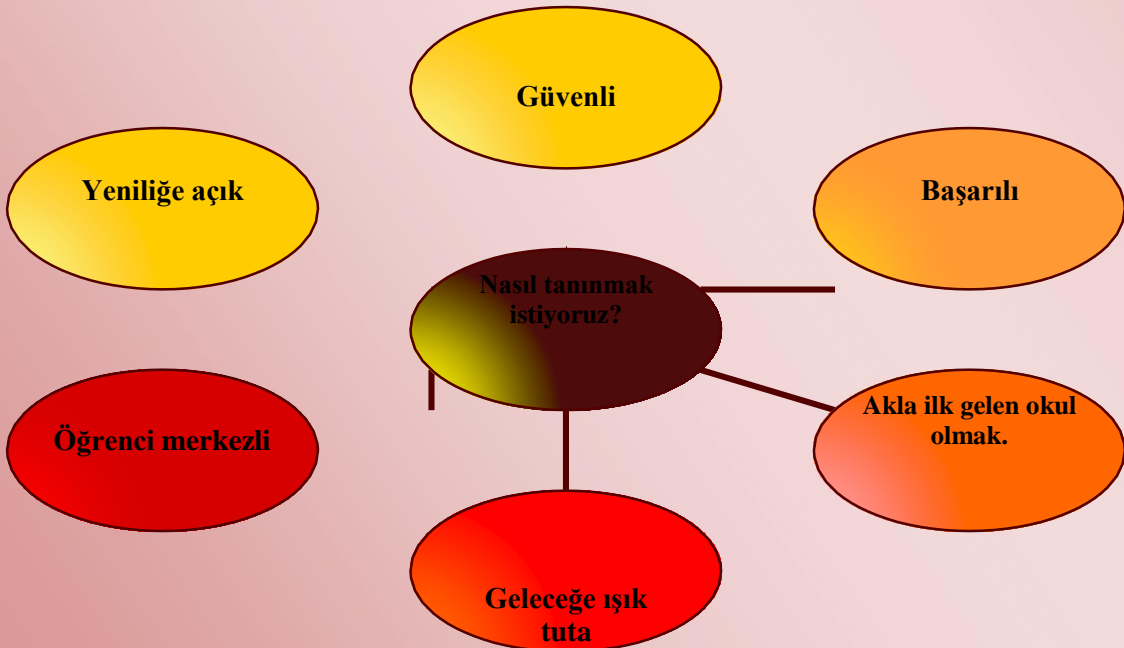 Güvenli
Yeniliğe açık
Başarılı
Nasıl tanınmak
istiyoruz?
Öğrenci merkezli
Akla ilk gelen okul
olmak.
Geleceğe ışık
tuta